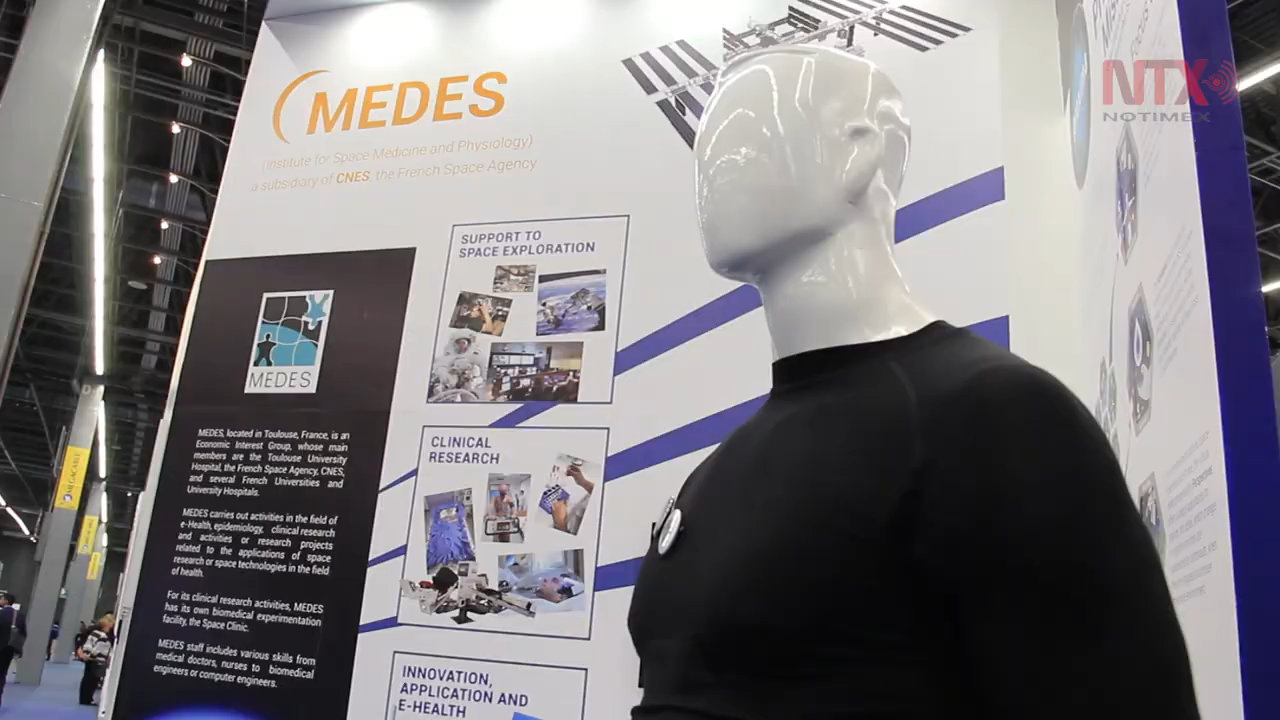 MEDES
(Institute for Space Medicine and Physiology)
a subsidiary of CNES, the French Space Agency
NTX
NOTIMEX
MEDES
MEDES, located in Toulouse, France, is an
Economic Interest Group, whose main
members are the Toulouse University
Hospital, the French Space Agency, CNES,
and several French Universities and
University Hospitals.
MEDES carries out activities in the field of
e-Health, epidemiology, clinical research
and activities or research projects
related to the applications of space
research or space technologies in the field
of health.
For its clinical research activities, MEDES
has its own biomedical experimentation
facility, the Space Clinic.
MEDES staff includes various skills from
medical doctors, nurses to biomedical
engineers or computer engineers.
SUPPORT TO
SPACE EXPLORATION
CLINICAL
RESEARCH
INNOVATION,
APPLICATION AND
E-HEALTH
MEGACABLE